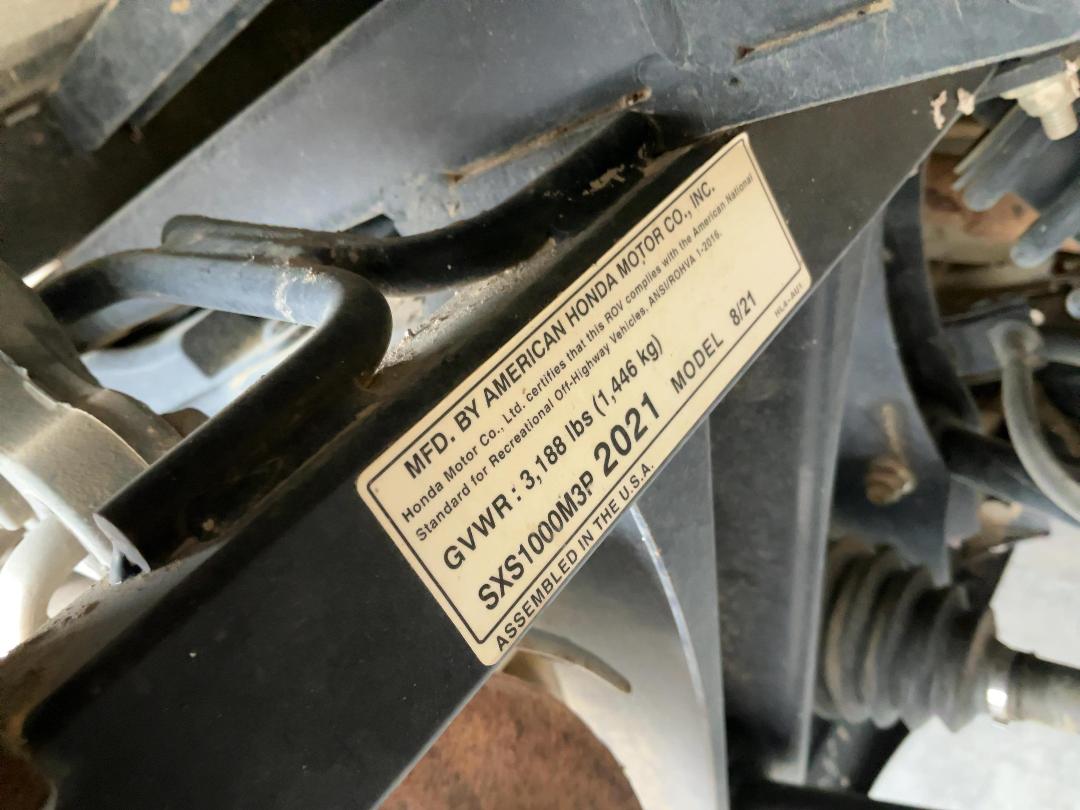 MFD. BY AMERICAN HONDA MOTOR CO., INC.
Honda Motor Co., Ltd. certifies that this ROV complies with the American National
Standard for Recreational Off-Highway Vehicles, ANSI/ROHVA 1-2016.
GVWR : 3,188 lbs (1,446 kg)
SXS1000M3P 2021 MODEL 8/21
ASSEMBLED IN THE U.S.A.
HL4-AU1